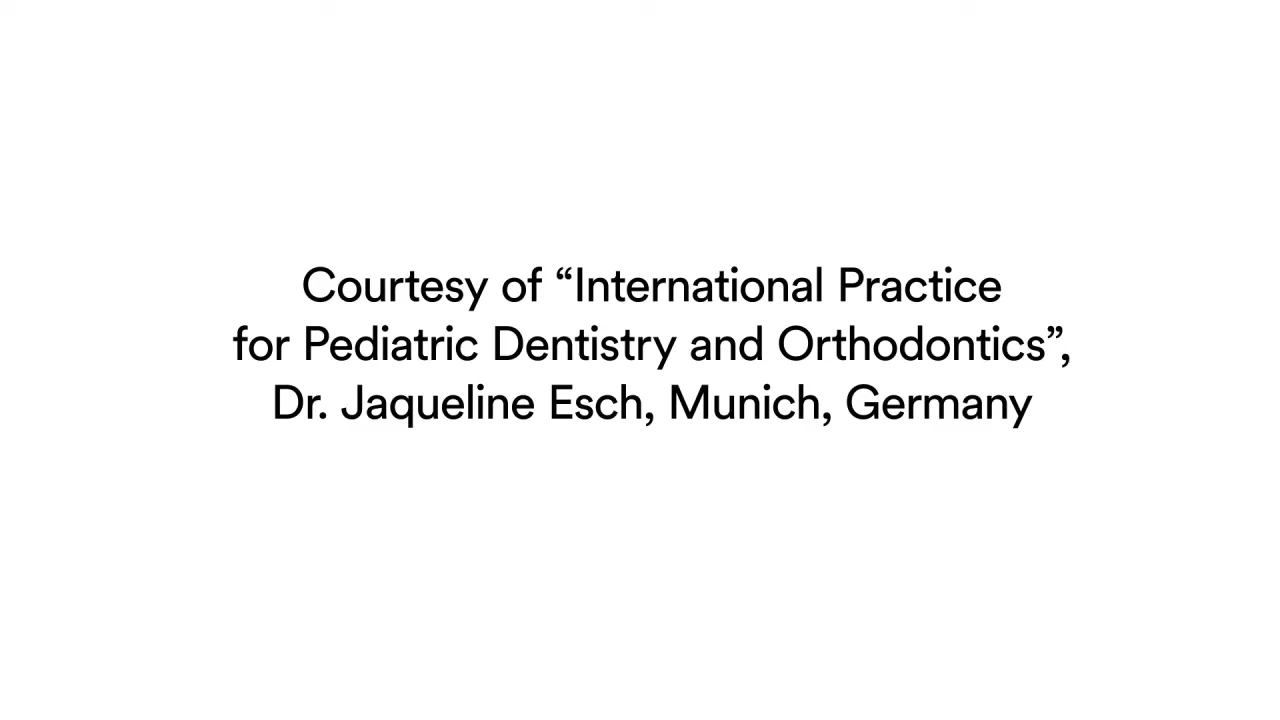 Courtesy of “International Practice
for Pediatric Dentistry and Orthodontics”,
Dr. Jaqueline Esch, Munich, Germany